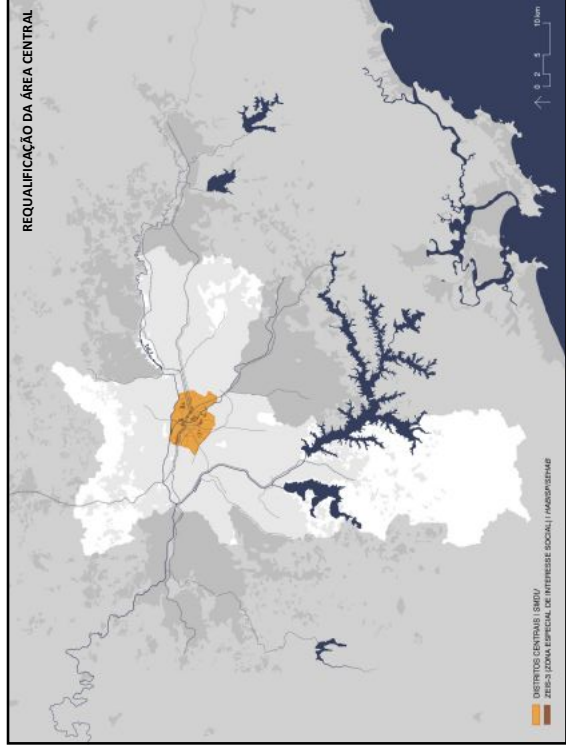 REQUALIFICAÇÃO DA ÁREA CENTRAL
0 2 5 10 km
DISTRITOS CENTRAIS | SMDU
ZEIS-3 (ZONA ESPECIAL DE INTERESSE SOCIAL) | HABISP/SEHAB